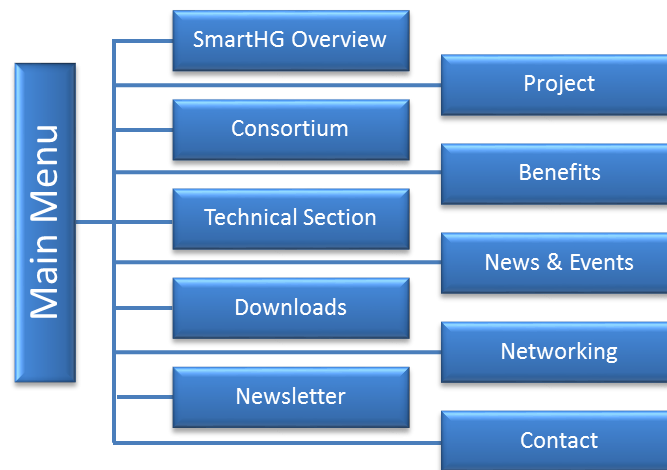 Main Menu
SmartHG Overview
Project
Consortium
Benefits
Technical Section
News & Events
Downloads
Networking
Newsletter
Contact